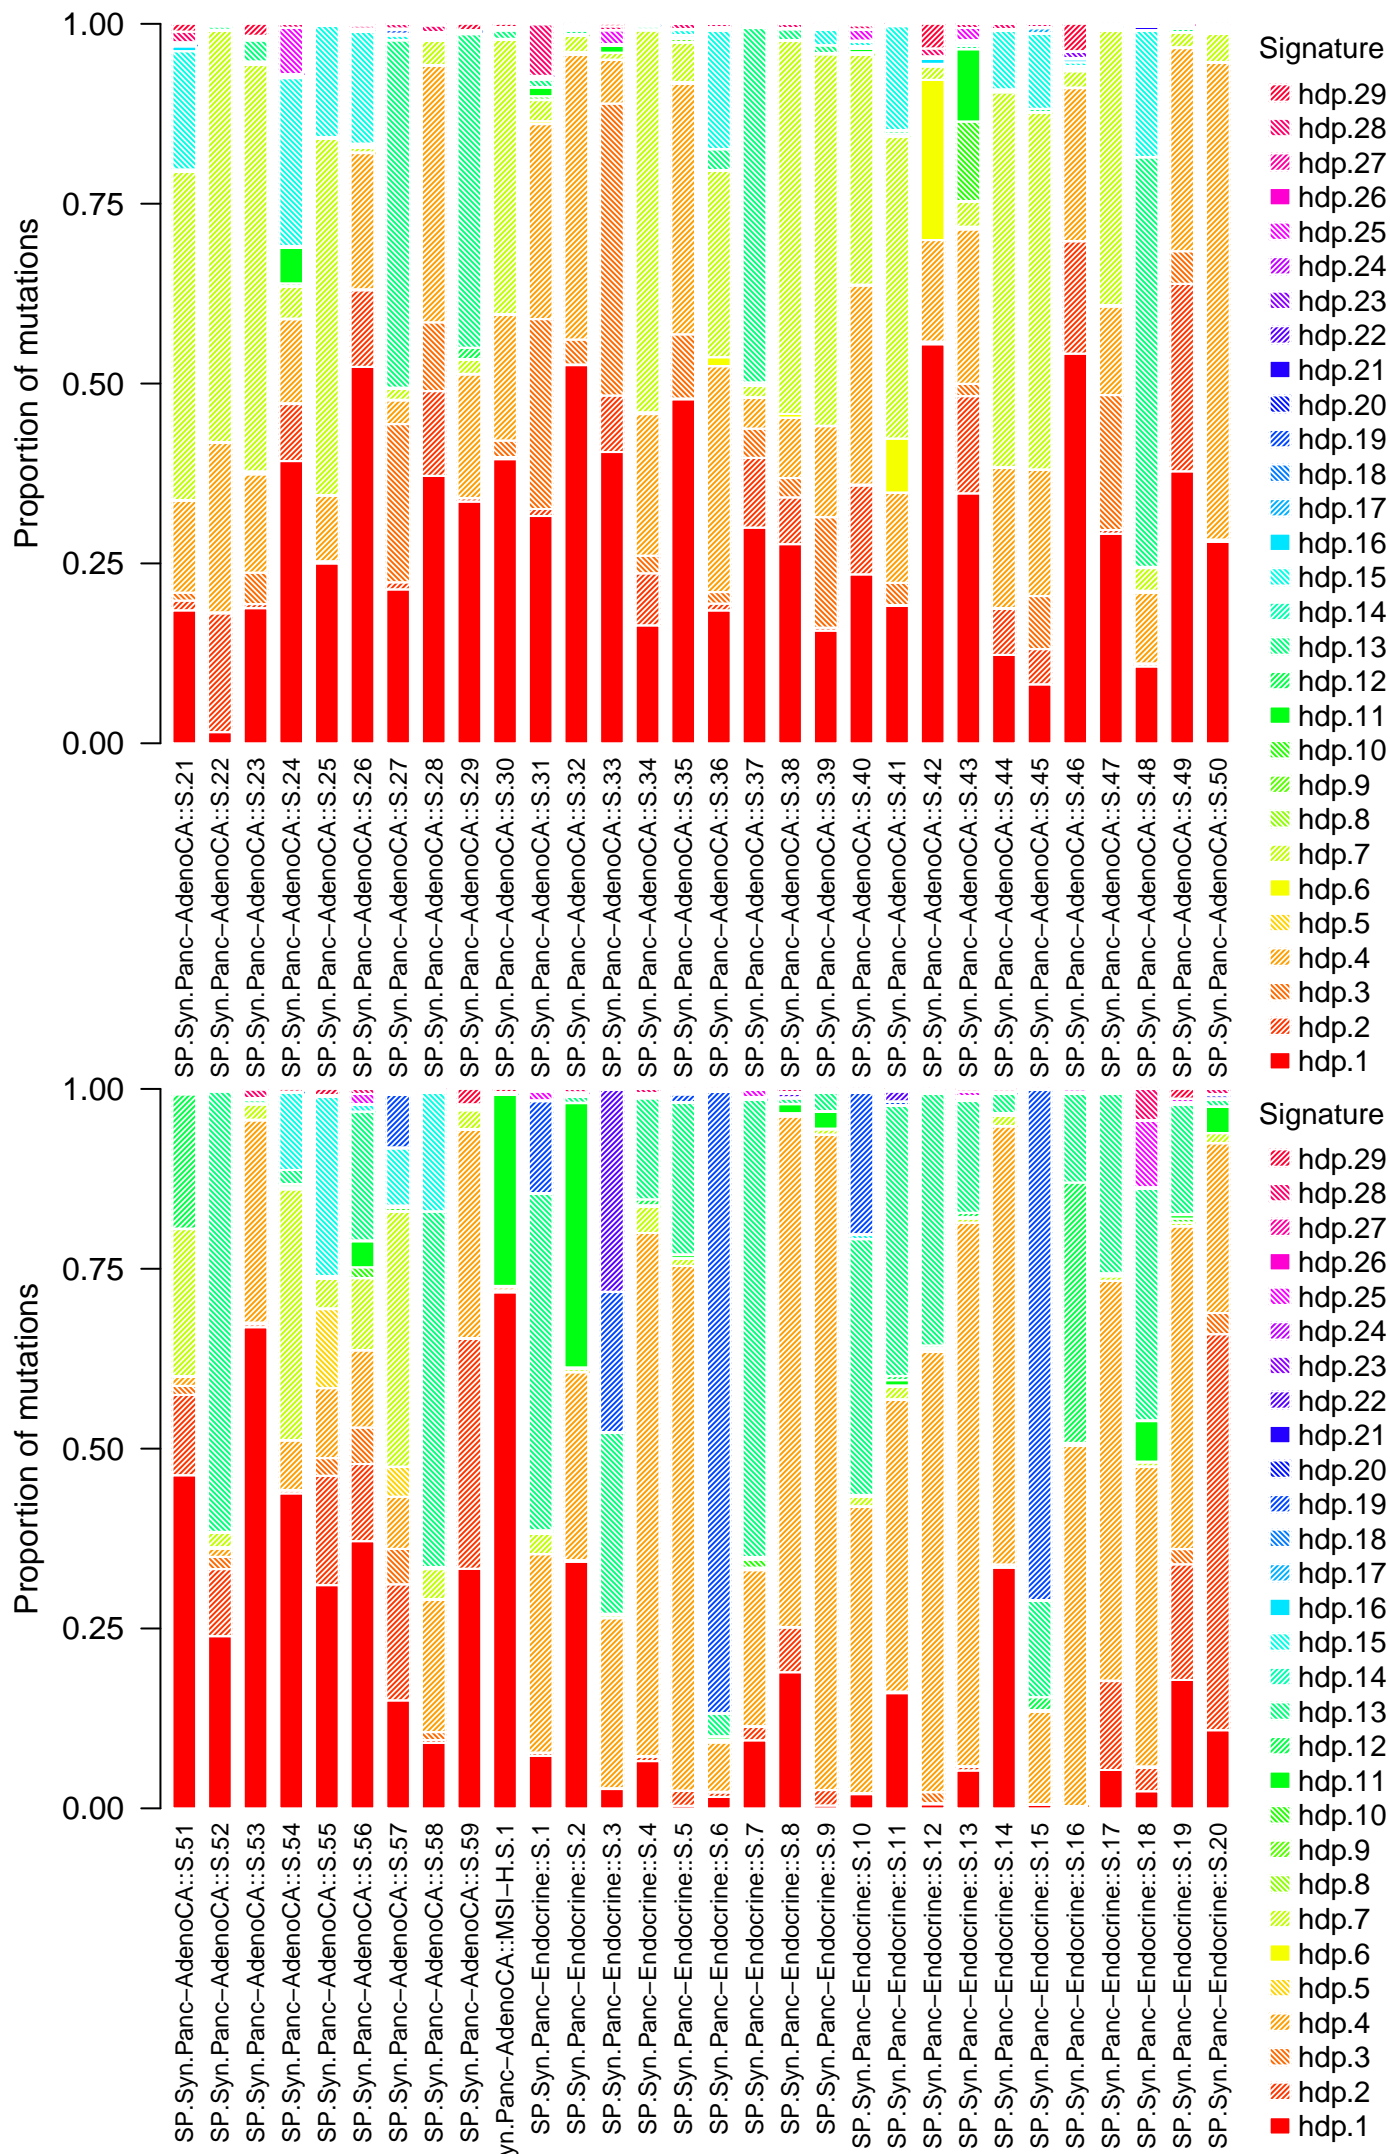 Proportion of mutations
1.00
0.75
0.50
0.25
0.00
SP.Syn.Panc−AdenoCA::S.21
SP.Syn.Panc−AdenoCA::S.22
SP.Syn.Panc−AdenoCA::S.23
SP.Syn.Panc−AdenoCA::S.24
SP.Syn.Panc−AdenoCA::S.25
SP.Syn.Panc−AdenoCA::S.26
SP.Syn.Panc−AdenoCA::S.27
SP.Syn.Panc−AdenoCA::S.28
SP.Syn.Panc−AdenoCA::S.29
SP.Syn.Panc−AdenoCA::S.30
SP.Syn.Panc−AdenoCA::S.31
SP.Syn.Panc−AdenoCA::S.32
SP.Syn.Panc−AdenoCA::S.33
SP.Syn.Panc−AdenoCA::S.34
SP.Syn.Panc−AdenoCA::S.35
SP.Syn.Panc−AdenoCA::S.36
SP.Syn.Panc−AdenoCA::S.37
SP.Syn.Panc−AdenoCA::S.38
SP.Syn.Panc−AdenoCA::S.39
SP.Syn.Panc−AdenoCA::S.40
SP.Syn.Panc−AdenoCA::S.41
SP.Syn.Panc−AdenoCA::S.42
SP.Syn.Panc−AdenoCA::S.43
SP.Syn.Panc−AdenoCA::S.44
SP.Syn.Panc−AdenoCA::S.45
SP.Syn.Panc−AdenoCA::S.46
SP.Syn.Panc−AdenoCA::S.47
SP.Syn.Panc−AdenoCA::S.48
SP.Syn.Panc−AdenoCA::S.49
SP.Syn.Panc−AdenoCA::S.50
Signature
hdp.29
hdp.28
hdp.27
hdp.26
hdp.25
hdp.24
hdp.23
hdp.22
hdp.21
hdp.20
hdp.19
hdp.18
hdp.17
hdp.16
hdp.15
hdp.14
hdp.13
hdp.12
hdp.11
hdp.10
hdp.9
hdp.8
hdp.7
hdp.6
hdp.5
hdp.4
hdp.3
hdp.2
hdp.1
Proportion of mutations
1.00
0.75
0.50
0.25
0.00
SP.Syn.Panc−AdenoCA::S.51
SP.Syn.Panc−AdenoCA::S.52
SP.Syn.Panc−AdenoCA::S.53
SP.Syn.Panc−AdenoCA::S.54
SP.Syn.Panc−AdenoCA::S.55
SP.Syn.Panc−AdenoCA::S.56
SP.Syn.Panc−AdenoCA::S.57
SP.Syn.Panc−AdenoCA::S.58
SP.Syn.Panc−AdenoCA::S.59
yn.Panc−AdenoCA::MSI−H.S.1
SP.Syn.Panc−Endocrine::S.1
SP.Syn.Panc−Endocrine::S.2
SP.Syn.Panc−Endocrine::S.3
SP.Syn.Panc−Endocrine::S.4
SP.Syn.Panc−Endocrine::S.5
SP.Syn.Panc−Endocrine::S.6
SP.Syn.Panc−Endocrine::S.7
SP.Syn.Panc−Endocrine::S.8
SP.Syn.Panc−Endocrine::S.9
SP.Syn.Panc−Endocrine::S.10
SP.Syn.Panc−Endocrine::S.11
SP.Syn.Panc−Endocrine::S.12
SP.Syn.Panc−Endocrine::S.13
SP.Syn.Panc−Endocrine::S.14
SP.Syn.Panc−Endocrine::S.15
SP.Syn.Panc−Endocrine::S.16
SP.Syn.Panc−Endocrine::S.17
SP.Syn.Panc−Endocrine::S.18
SP.Syn.Panc−Endocrine::S.19
SP.Syn.Panc−Endocrine::S.20
Signature
hdp.29
hdp.28
hdp.27
hdp.26
hdp.25
hdp.24
hdp.23
hdp.22
hdp.21
hdp.20
hdp.19
hdp.18
hdp.17
hdp.16
hdp.15
hdp.14
hdp.13
hdp.12
hdp.11
hdp.10
hdp.9
hdp.8
hdp.7
hdp.6
hdp.5
hdp.4
hdp.3
hdp.2
hdp.1